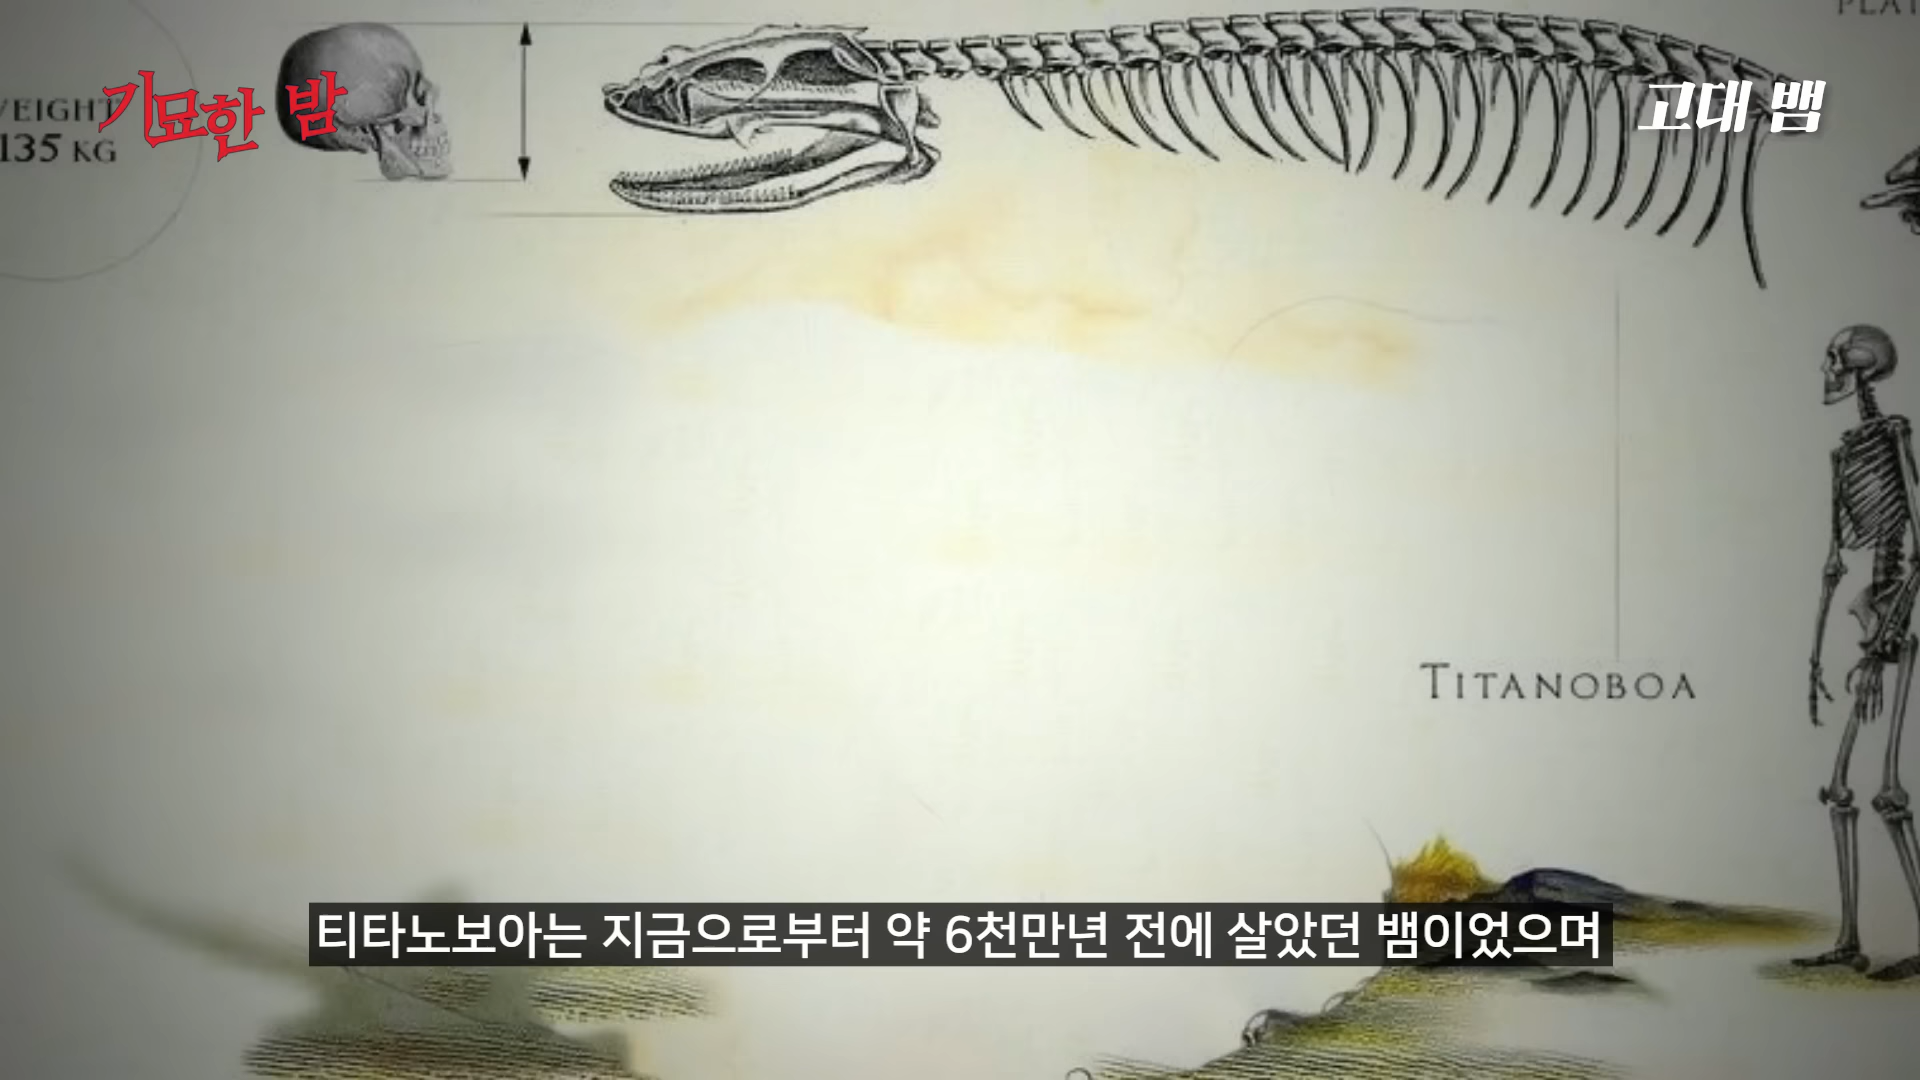 기묘한 밤
135 KG
고대 뱀
TITANOBOA
티타노보아는 지금으로부터 약 6천만년 전에 살았던 뱀이었으며